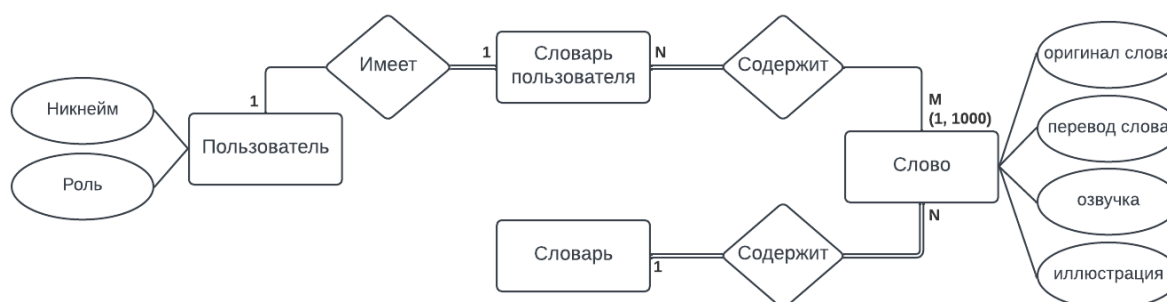 Имеет
1
Словарь
пользователя
N
Содержит
оригинал слова
Никнейм
1
M
(1, 1000)
перевод слова
Пользователь
Слово
Роль
озвучка
N
Словарь
1
Содержит
иллюстрация